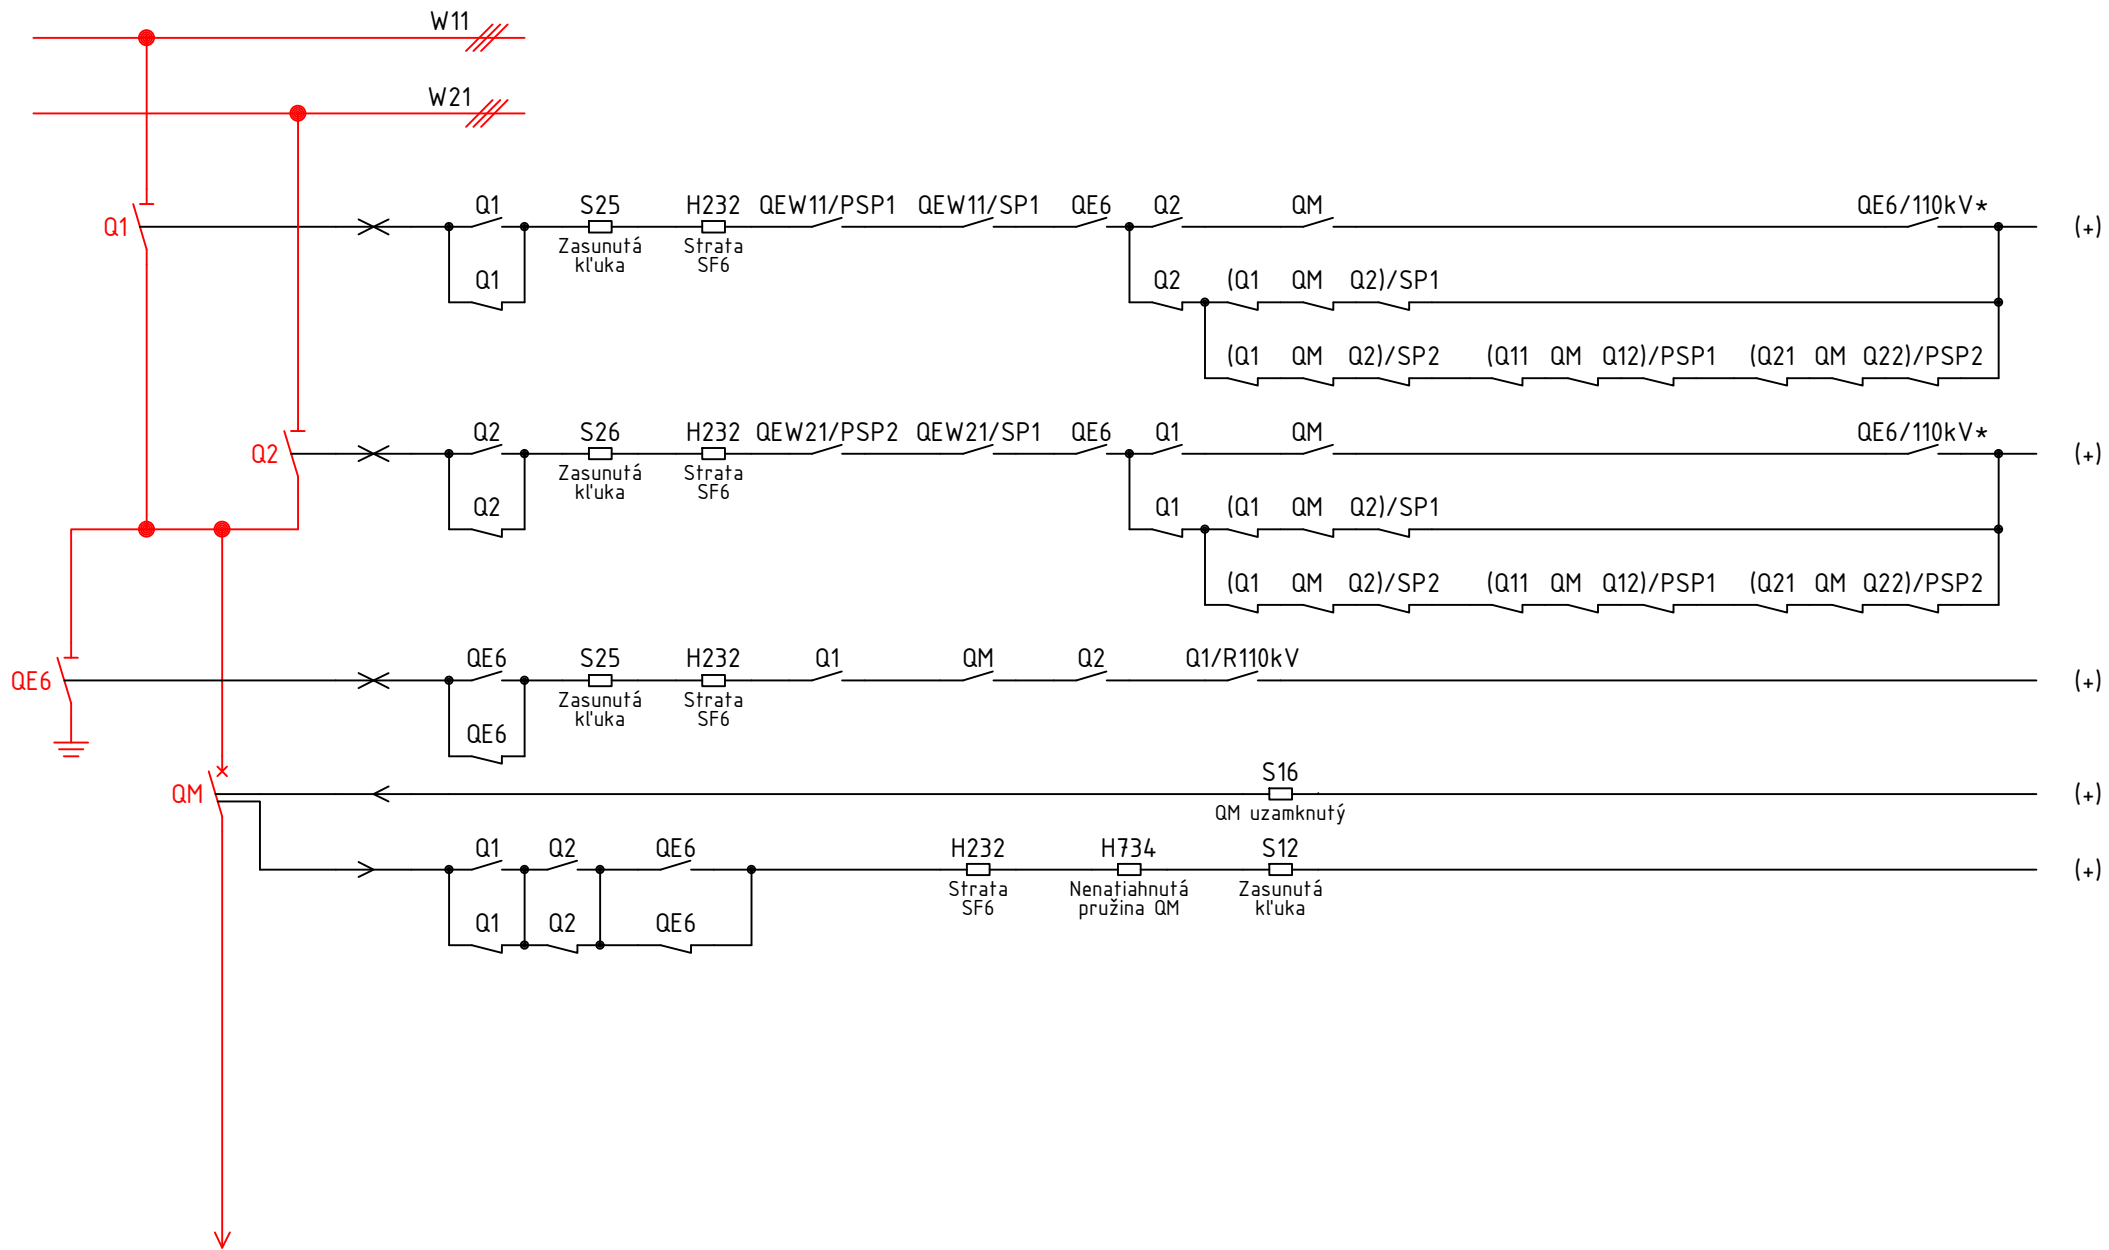 W11
W21
Q1 S25 H232 QEW11/PSP1 QEW11/SP1 QE6 Q2 QM QE6/110kV*
Q1 (+)
Zasunutá Strata
kľuka SF6
Q1 Q2 (Q1 QM Q2)/SP1
(Q1 QM Q2)/SP2 (Q11 QM Q12)/PSP1 (Q21 QM Q22)/PSP2
Q2 S26 H232 QEW21/PSP2 QEW21/SP1 QE6 Q1 QM QE6/110kV*
Q2 (+)
Zasunutá Strata
kľuka SF6
Q2 Q1 (Q1 QM Q2)/SP1
(Q1 QM Q2)/SP2 (Q11 QM Q12)/PSP1 (Q21 QM Q22)/PSP2
QE6 S25 H232 Q1 QM Q2 Q1/R110kV
QE6 (+)
Zasunutá Strata
kľuka SF6
QE6
S16
QM (+)
QM uzamknutý
Q1 Q2 QE6 H232 H734 S12
(+)
Strata Nenatiahnutá Zasunutá
SF6 pružina QM kľuka
Q1 Q2 QE6